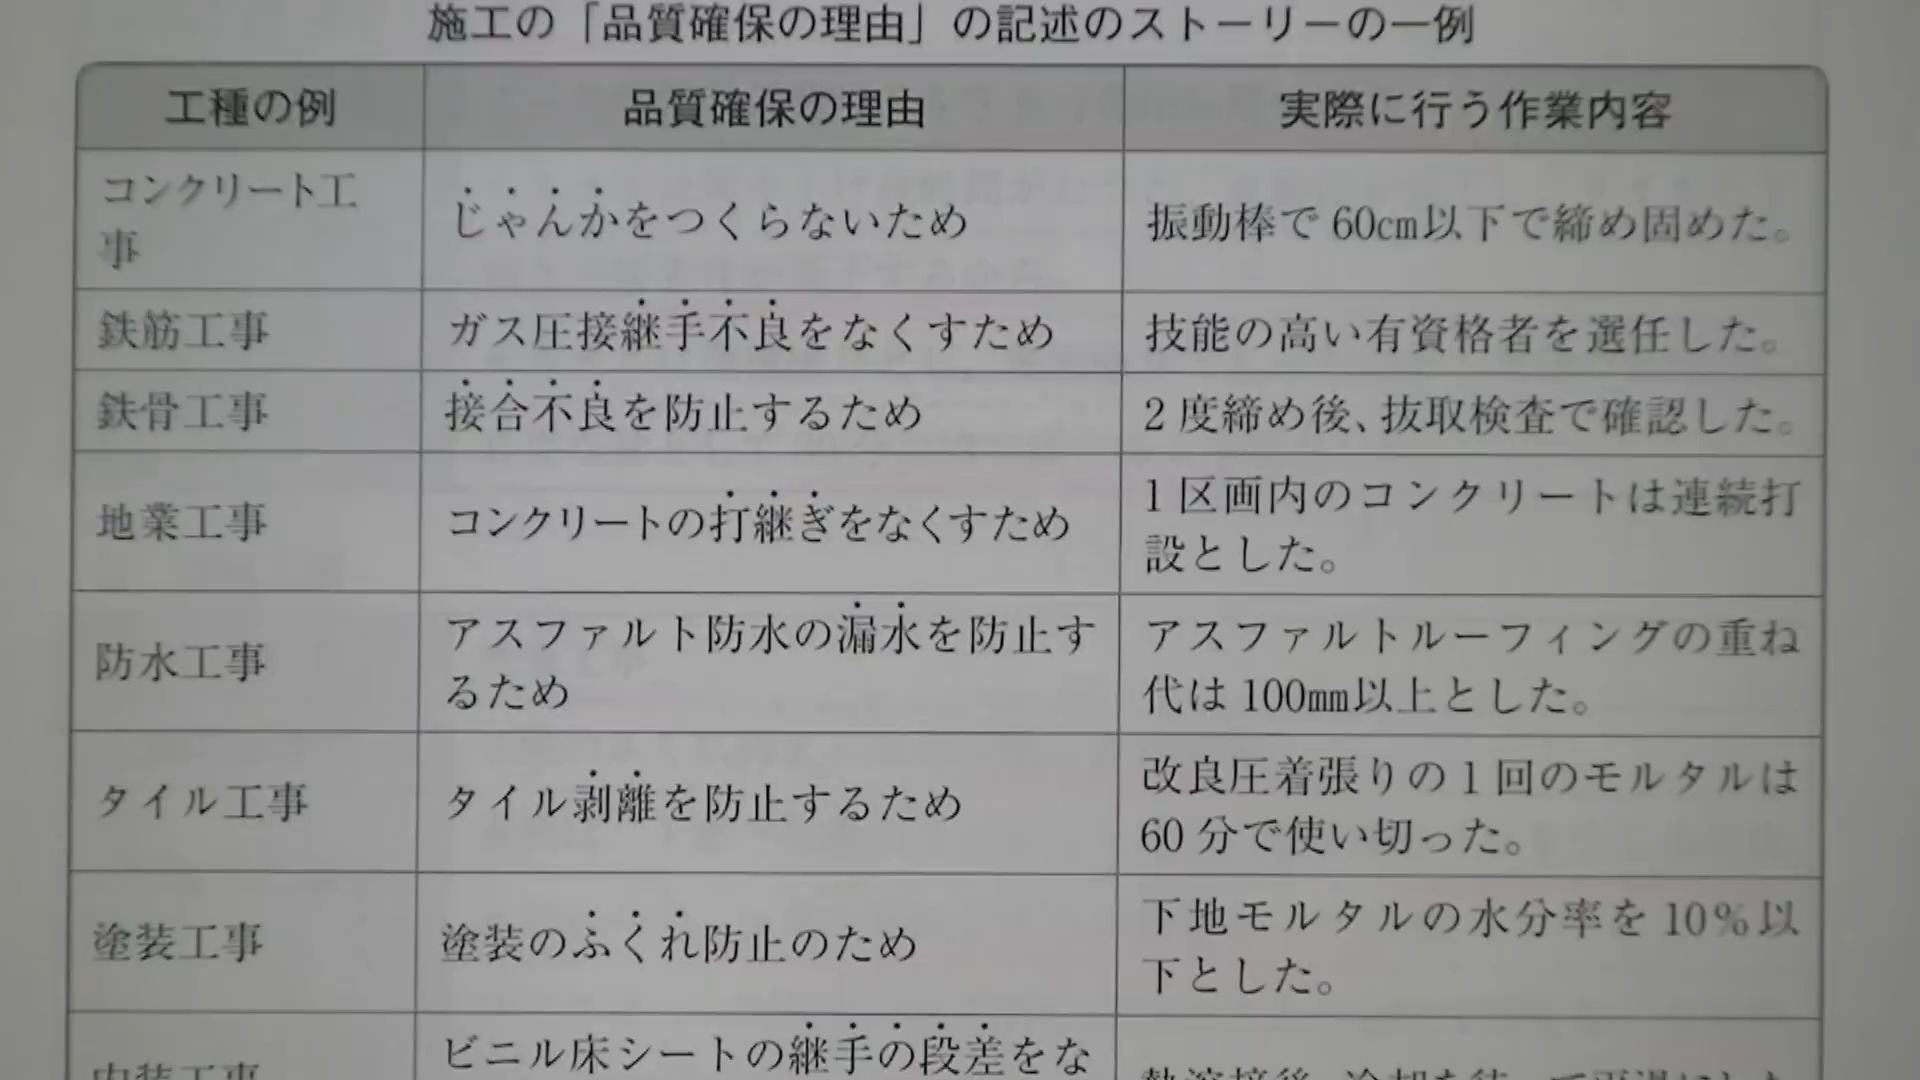 施工の「品質確保の理由」の記述のストーリーの一例
工種の例 品質確保の理由 実際に行う作業内容
コンクリート工
事
じゃんかをつくらないため
振動棒で60cm以下で締め固めた。
鉄筋工事 ガス圧接継手不良をなくすため 技能の高い有資格者を選任した。
鉄骨工事 接合不良を防止するため 2度締め後、抜取検査で確認した。
地業工事 コンクリートの打継ぎをなくすため
1区画内のコンクリートは連続打
設とした。
防水工事
アスファルト防水の漏水を防止す
るため
アスファルトルーフィングの重ね
代は100㎜以上とした。
タイル工事 タイル剥離を防止するため
改良圧着張りの1回のモルタルは
60分で使い切った。
塗装工事 塗装のふくれ防止のため
下地モルタルの水分率を10%以
下とした。
内装工事
ビニル床シートの継手の段差をな